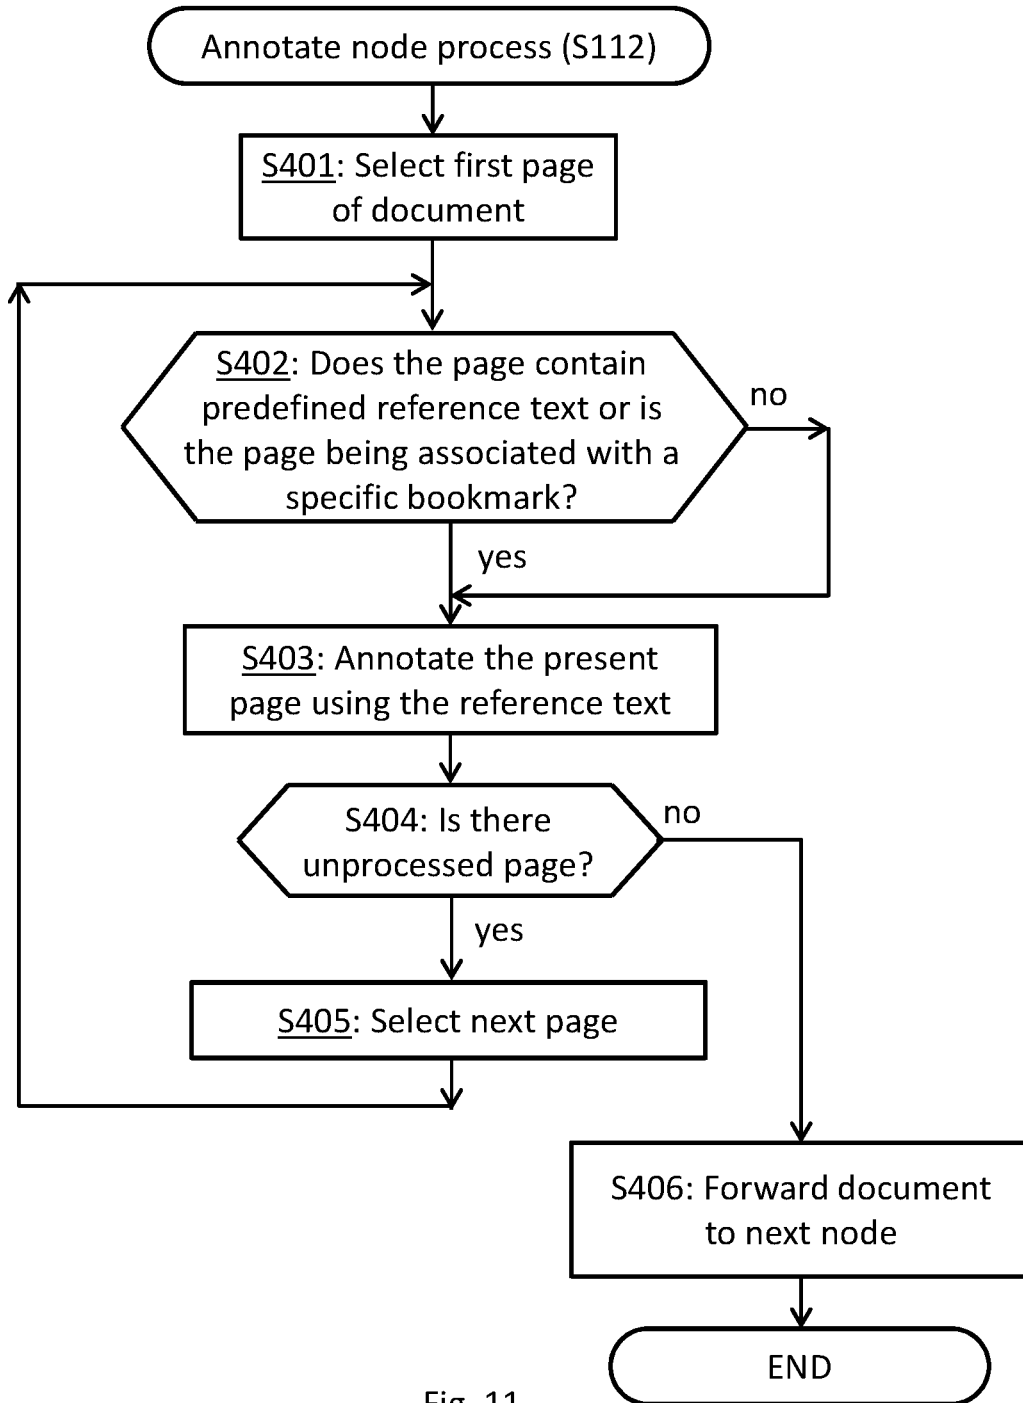 Annotate node process (S112)
S401: Select first page
of document
S402: Does the page contain
predefined reference text or is
the page being associated with a
specific bookmark?
no
yes
S403: Annotate the present
page using the reference text
S404: Is there
unprocessed page?
no
yes
S405: Select next page
S406: Forward document
to next node
END
Fig. 11